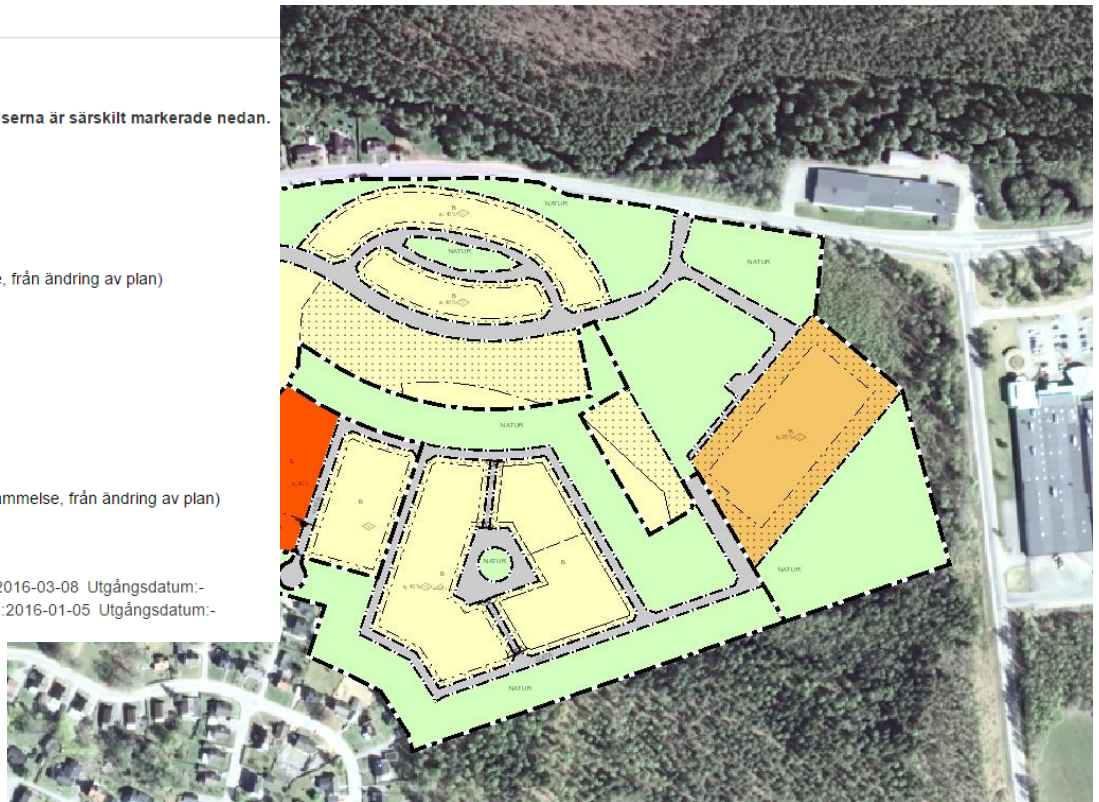 serna är särskilt markerade nedan.
, från ändring av plan)
mmelse, från ändring av plan)
2016-03-08 Utgångsdatum:-
:2016-01-05 Utgångsdatum:-
NATUR
B
NATUR
NATUR
B
NATUR
B
B
B
B
NATUR
NATUR
NATUR